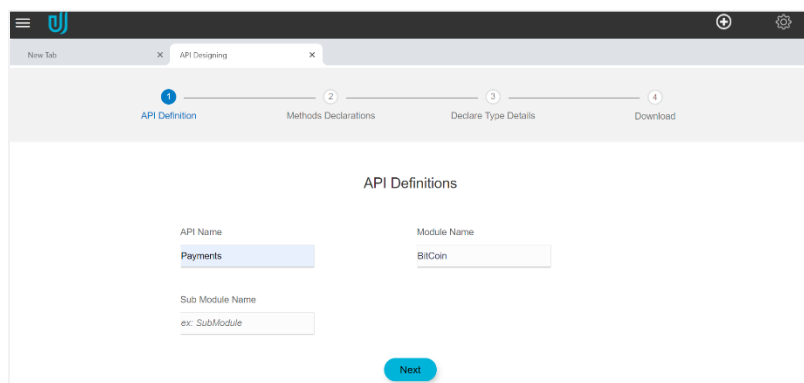 New Tab × API Designing ×
1 2 3 4
API Definition Methods Declarations Declare Type Details Download
API Definitions
API Name Module Name
Payments BitCoin
Sub Module Name
ex: SubModule
Next